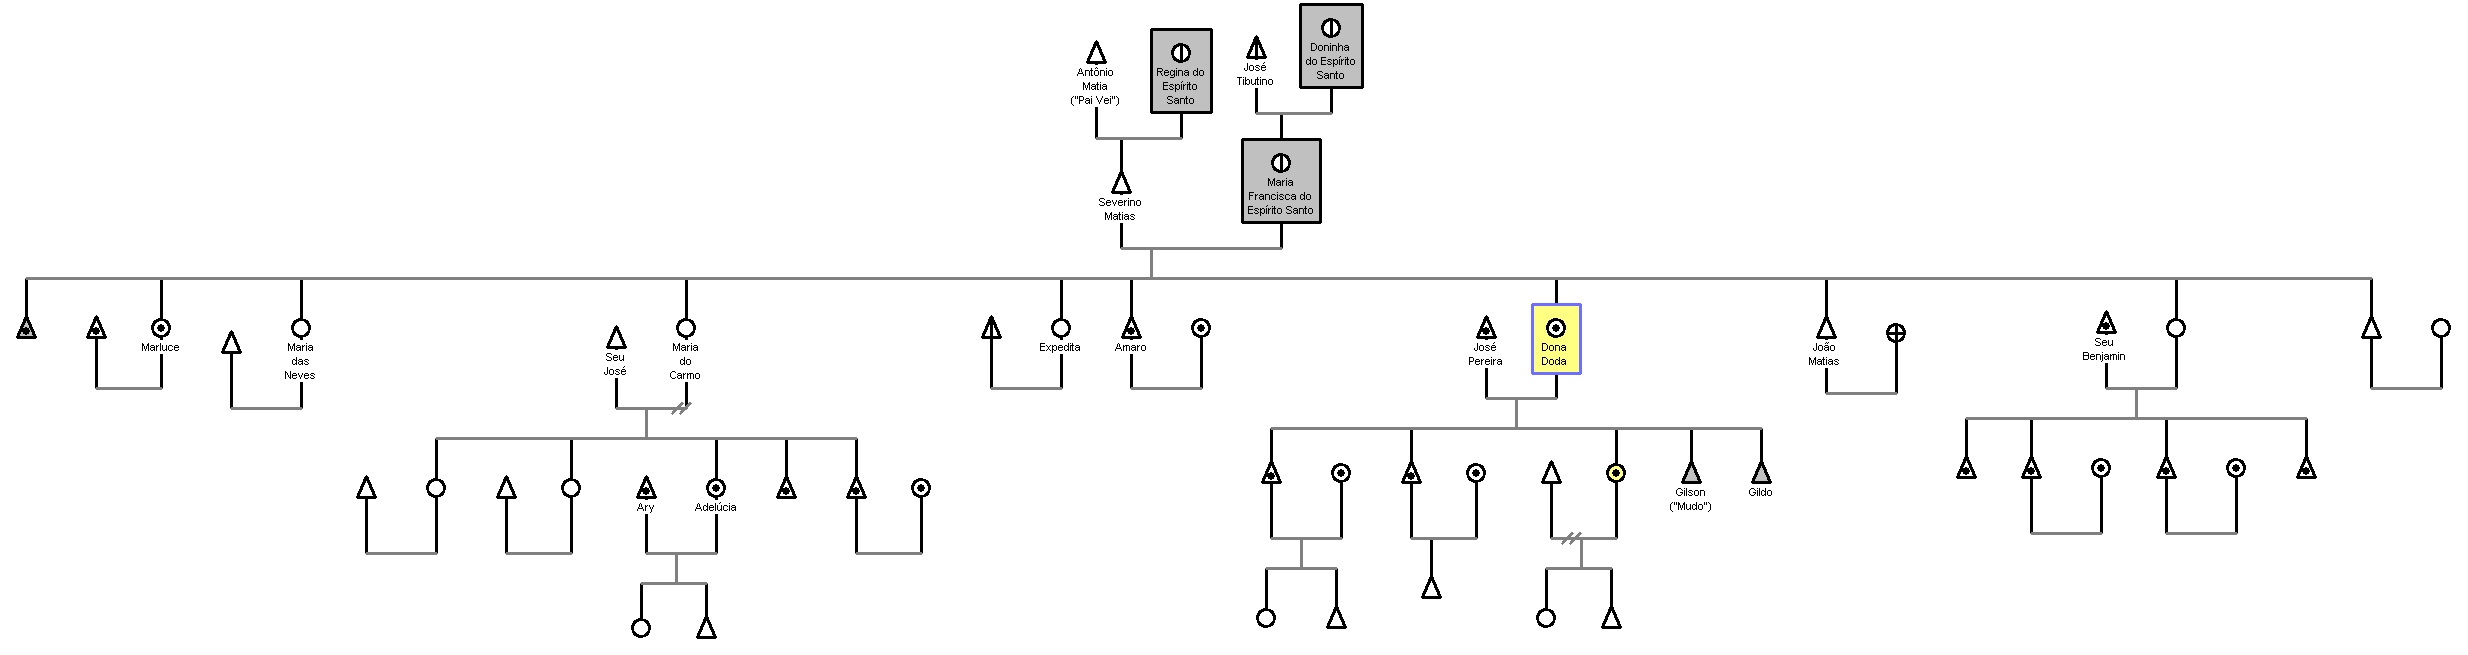 Antônio
Matia
("Pai Vei")
Regina do
Espírito
Santo
José
Tibutino
Doninha
do Espírito
Santo
Severino
Matias
Maria
Francisca do
Espírito Santo
Marluce
Maria
das
Neves
Seu
José
Maria
do
Carmo
Expedita
Amaro
José
Pereira
Dona
Doda
João
Matias
Seu
Benjamin
Ary
Adelúcia
Gilson
("Mudo")
Gildo